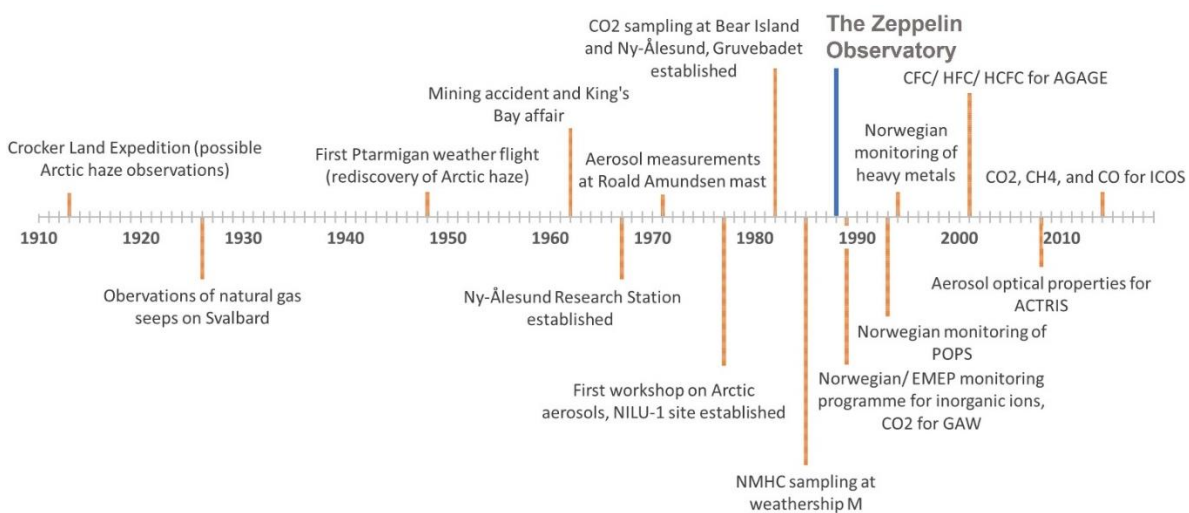 CO2 sampling at Bear Island
and Ny-Ålesund, Gruvebadet
established
The Zeppelin
Observatory
CFC/ HFC/ HCFC for AGAGE
Mining accident and King's
Bay affair
Norwegian
monitoring of
heavy metals
Crocker Land Expedition (possible
Arctic haze observations)
First Ptarmigan weather flight
(rediscovery of Arctic haze)
Aerosol measurements
at Roald Amundsen mast
CO2, CH4, and CO for ICOS
1910 1920 1930 1940 1950 1960 1970 1980 1990 2000 2010
Obervations of natural gas
seeps on Svalbard
Ny-Ålesund Research Station
established
Aerosol optical properties for
ACTRIS
Norwegian monitoring of
POPS
First workshop on Arctic
aerosols, NILU-1 site established
Norwegian/ EMEP monitoring
programme for inorganic ions,
CO2 for GAW
NMHC sampling at
weathership M